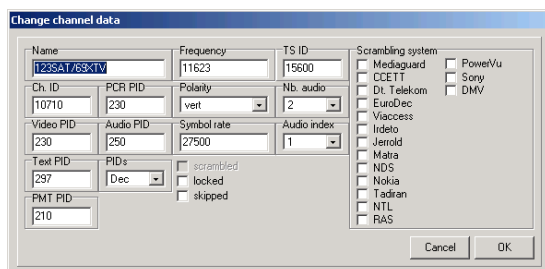 Change channel data
Name
123SAT/69XTV
Frequency
11623
TS ID
15600
Ch. ID
10710
PCR PID
230
Polarity
vert
Nb. audio
2
Video PID
230
Audio PID
250
Symbol rate
27500
Audio index
1
Text PID
297
PIDs
Dec
scrambled
locked
skipped
PMT PID
210
Scrambling system
Mediaguard
CCETT
Dt. Telekom
EuroDec
Viaccess
Irdeto
Jerrold
Matra
NDS
Nokia
Tadiran
NTL
RAS
PowerVu
Sony
DMV
Cancel
OK